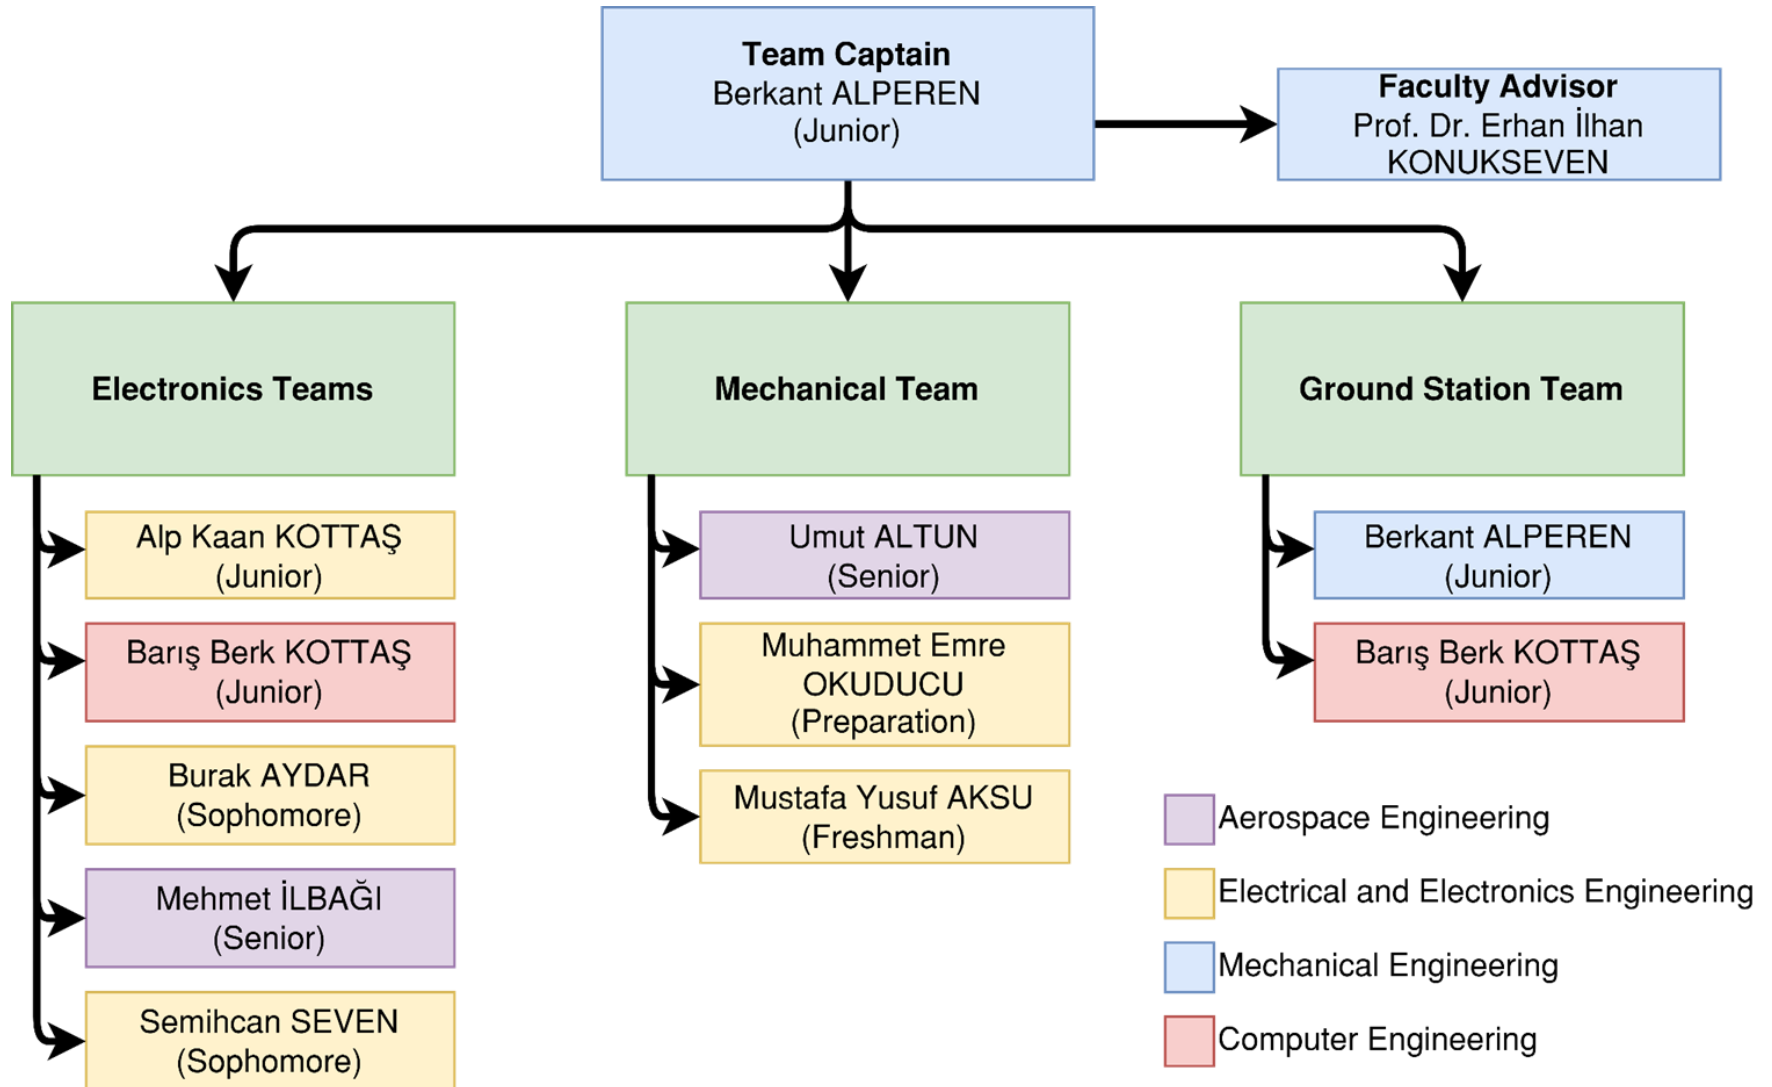 Team Captain
Berkant ALPEREN
(Junior)
Faculty Advisor
Prof. Dr. Erhan İlhan
KONUKSEVEN
Electronics Teams
Alp Kaan KOTTAŞ
(Junior)
Barış Berk KOTTAŞ
(Junior)
Burak AYDAR
(Sophomore)
Mehmet İLBAĞI
(Senior)
Semihcan SEVEN
(Sophomore)
Mechanical Team
Umut ALTUN
(Senior)
Muhammet Emre
OKUDUCU
(Preparation)
Mustafa Yusuf AKSU
(Freshman)
Ground Station Team
Berkant ALPEREN
(Junior)
Barış Berk KOTTAŞ
(Junior)
Aerospace Engineering
Electrical and Electronics Engineering
Mechanical Engineering
Computer Engineering